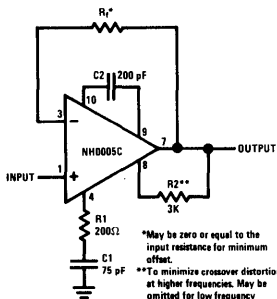 Rf*
C2
200 pF
3
10
NH0005C
9
7
OUTPUT
8
INPUT
1
4
R2**
3K
R1
200Ω
C1
75 pF
*May be zero or equal to the
input resistance for minimum
offset.
**To minimize crossover distortio
at higher frequencies. May be
omitted for low frequency